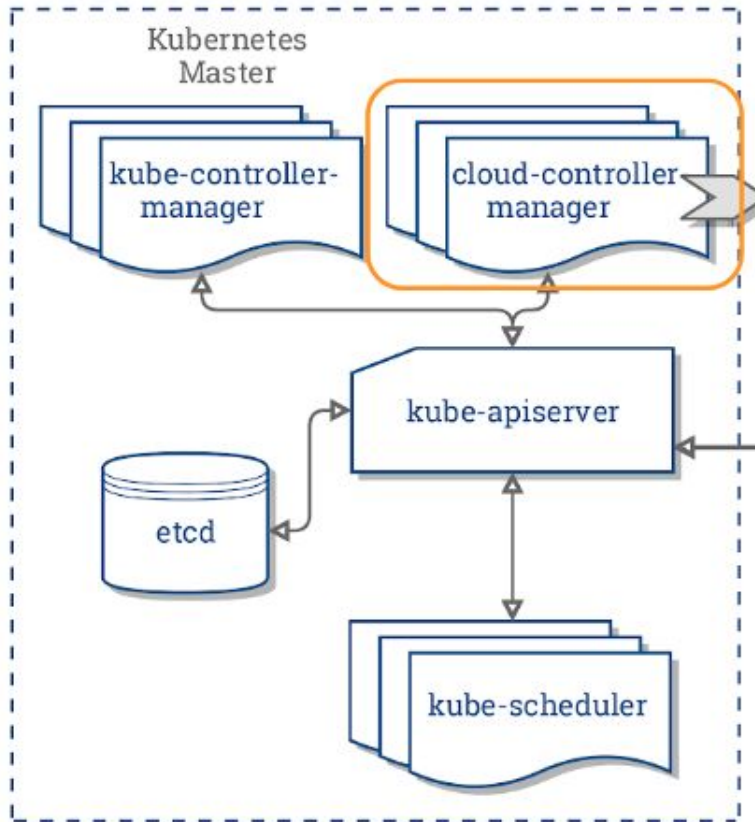 Kubernetes
Master
kube-controller-
manager
cloud-controller
manager
kube-apiserver
etcd
kube-scheduler